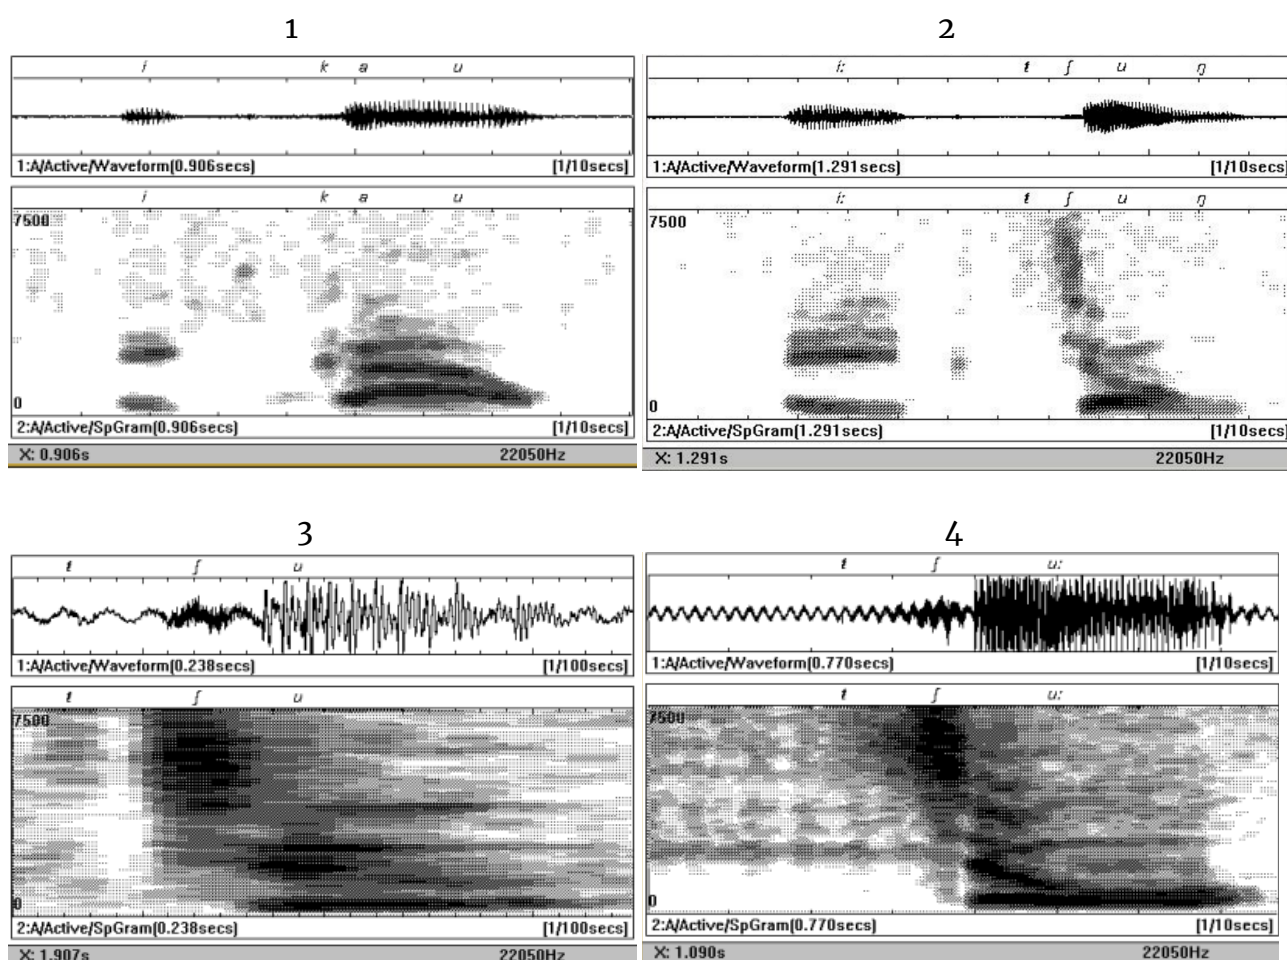 1
i k a u
1:A/Active/Waveform(0.906secs) [1/10secs]
i k a u
7500
0
2:A/Active/SpGram(0.906secs) [1/10secs]
X: 0.906s 22050Hz
2
i: t ʃ u ŋ
1:A/Active/Waveform(1.291secs) [1/10secs]
i: t ʃ u ŋ
7500
0
2:A/Active/SpGram(1.291secs) [1/10secs]
X: 1.291s 22050Hz
3
t ʃ u
1:A/Active/Waveform(0.238secs) [1/100secs]
t ʃ u
7500
0
2:A/Active/SpGram(0.238secs) [1/100secs]
X: 1.907s 22050Hz
4
t ʃ u:
1:A/Active/Waveform(0.770secs) [1/10secs]
t ʃ u:
7500
0
2:A/Active/SpGram(0.770secs) [1/10secs]
X: 1.090s 22050Hz